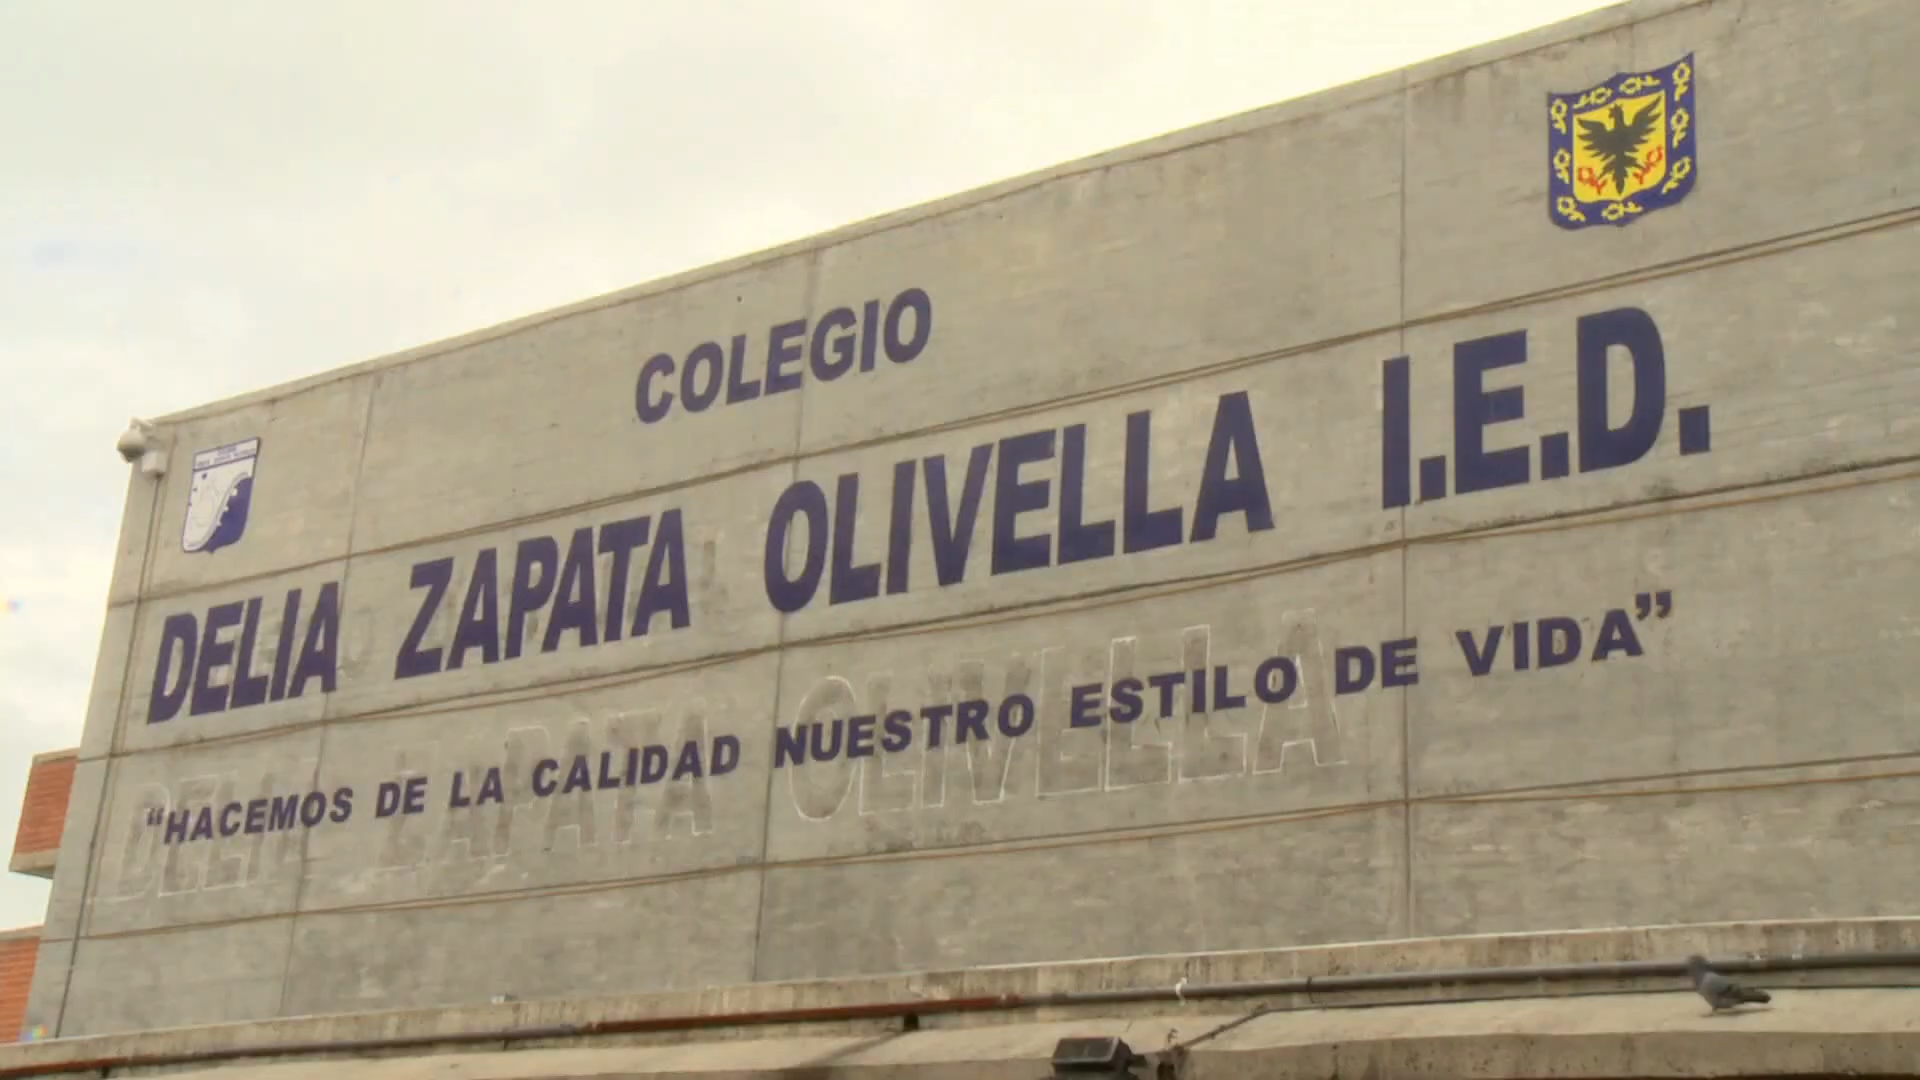 COLEGIO
DELIA ZAPATA OLIVELLA I.E.D.
“HACEMOS DE LA CALIDAD NUESTRO ESTILO DE VIDA”
DELIA ZAPATA OLIVELLA